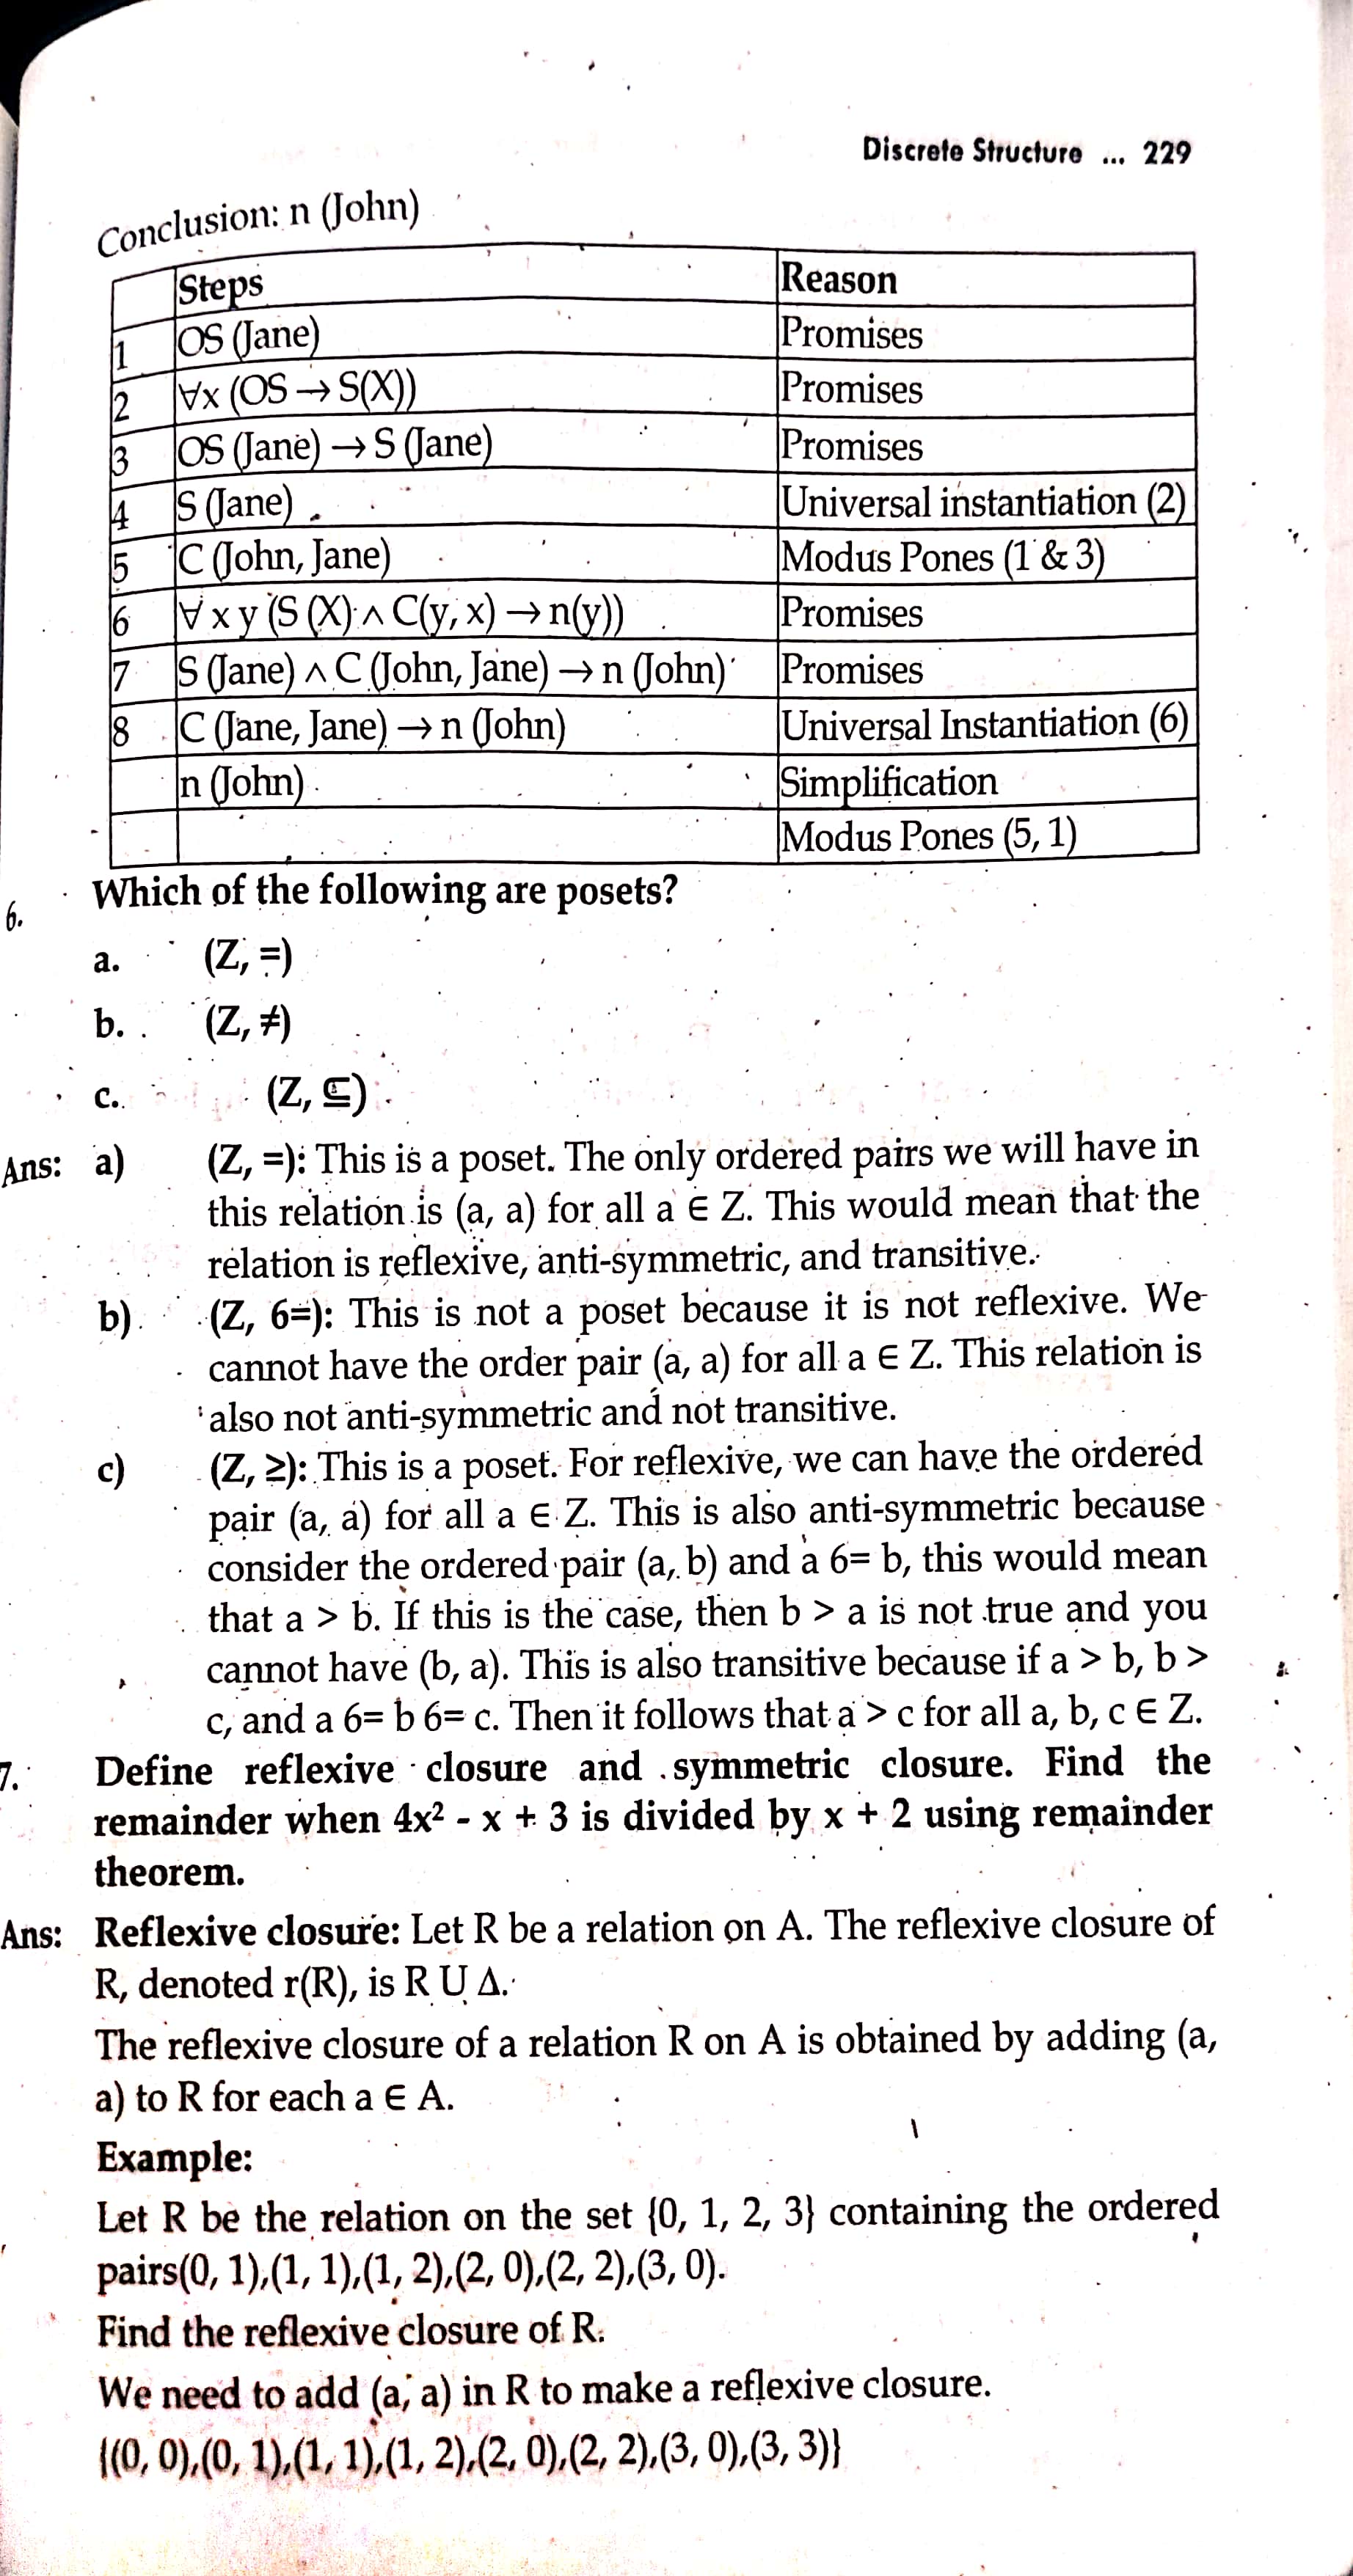 Discrete Structure ... 229
Conclusion: n (John)
Steps Reason
1 OS (Jane) Promises
2 ∀x (OS → S(X)) Promises
3 OS (Jane) → S (Jane) Promises
4 S (Jane) Universal instantiation (2)
5 C (John, Jane) Modus Pones (1 & 3)
6 ∀ x y (S (X) ∧ C(y, x) → n(y)) Promises
7 S (Jane) ∧ C (John, Jane) → n (John) Promises
8 C (Jane, Jane) → n (John) Universal Instantiation (6)
n (John) Simplification
Modus Pones (5, 1)
6. Which of the following are posets?
a. (Z, =)
b. (Z, ≠)
c. (Z, ⊆)
Ans: a) (Z, =): This is a poset. The only ordered pairs we will have in
this relation is (a, a) for all a ∈ Z. This would mean that the
relation is reflexive, anti-symmetric, and transitive.
b) (Z, 6=): This is not a poset because it is not reflexive. We
cannot have the order pair (a, a) for all a ∈ Z. This relation is
also not anti-symmetric and not transitive.
c) (Z, ≥): This is a poset. For reflexive, we can have the ordered
pair (a, a) for all a ∈ Z. This is also anti-symmetric because
consider the ordered pair (a, b) and a 6= b, this would mean
that a > b. If this is the case, then b > a is not true and you
cannot have (b, a). This is also transitive because if a > b, b >
c, and a 6= b 6= c. Then it follows that a > c for all a, b, c ∈ Z.
7. Define reflexive closure and symmetric closure. Find the
remainder when 4x² - x + 3 is divided by x + 2 using remainder
theorem.
Ans: Reflexive closure: Let R be a relation on A. The reflexive closure of
R, denoted r(R), is R U Δ.
The reflexive closure of a relation R on A is obtained by adding (a,
a) to R for each a ∈ A.
Example:
Let R be the relation on the set {0, 1, 2, 3} containing the ordered
pairs(0, 1),(1, 1),(1, 2),(2, 0),(2, 2),(3, 0).
Find the reflexive closure of R.
We need to add (a, a) in R to make a reflexive closure.
{(0, 0),(0, 1),(1, 1),(1, 2),(2, 0),(2, 2),(3, 0),(3, 3)}